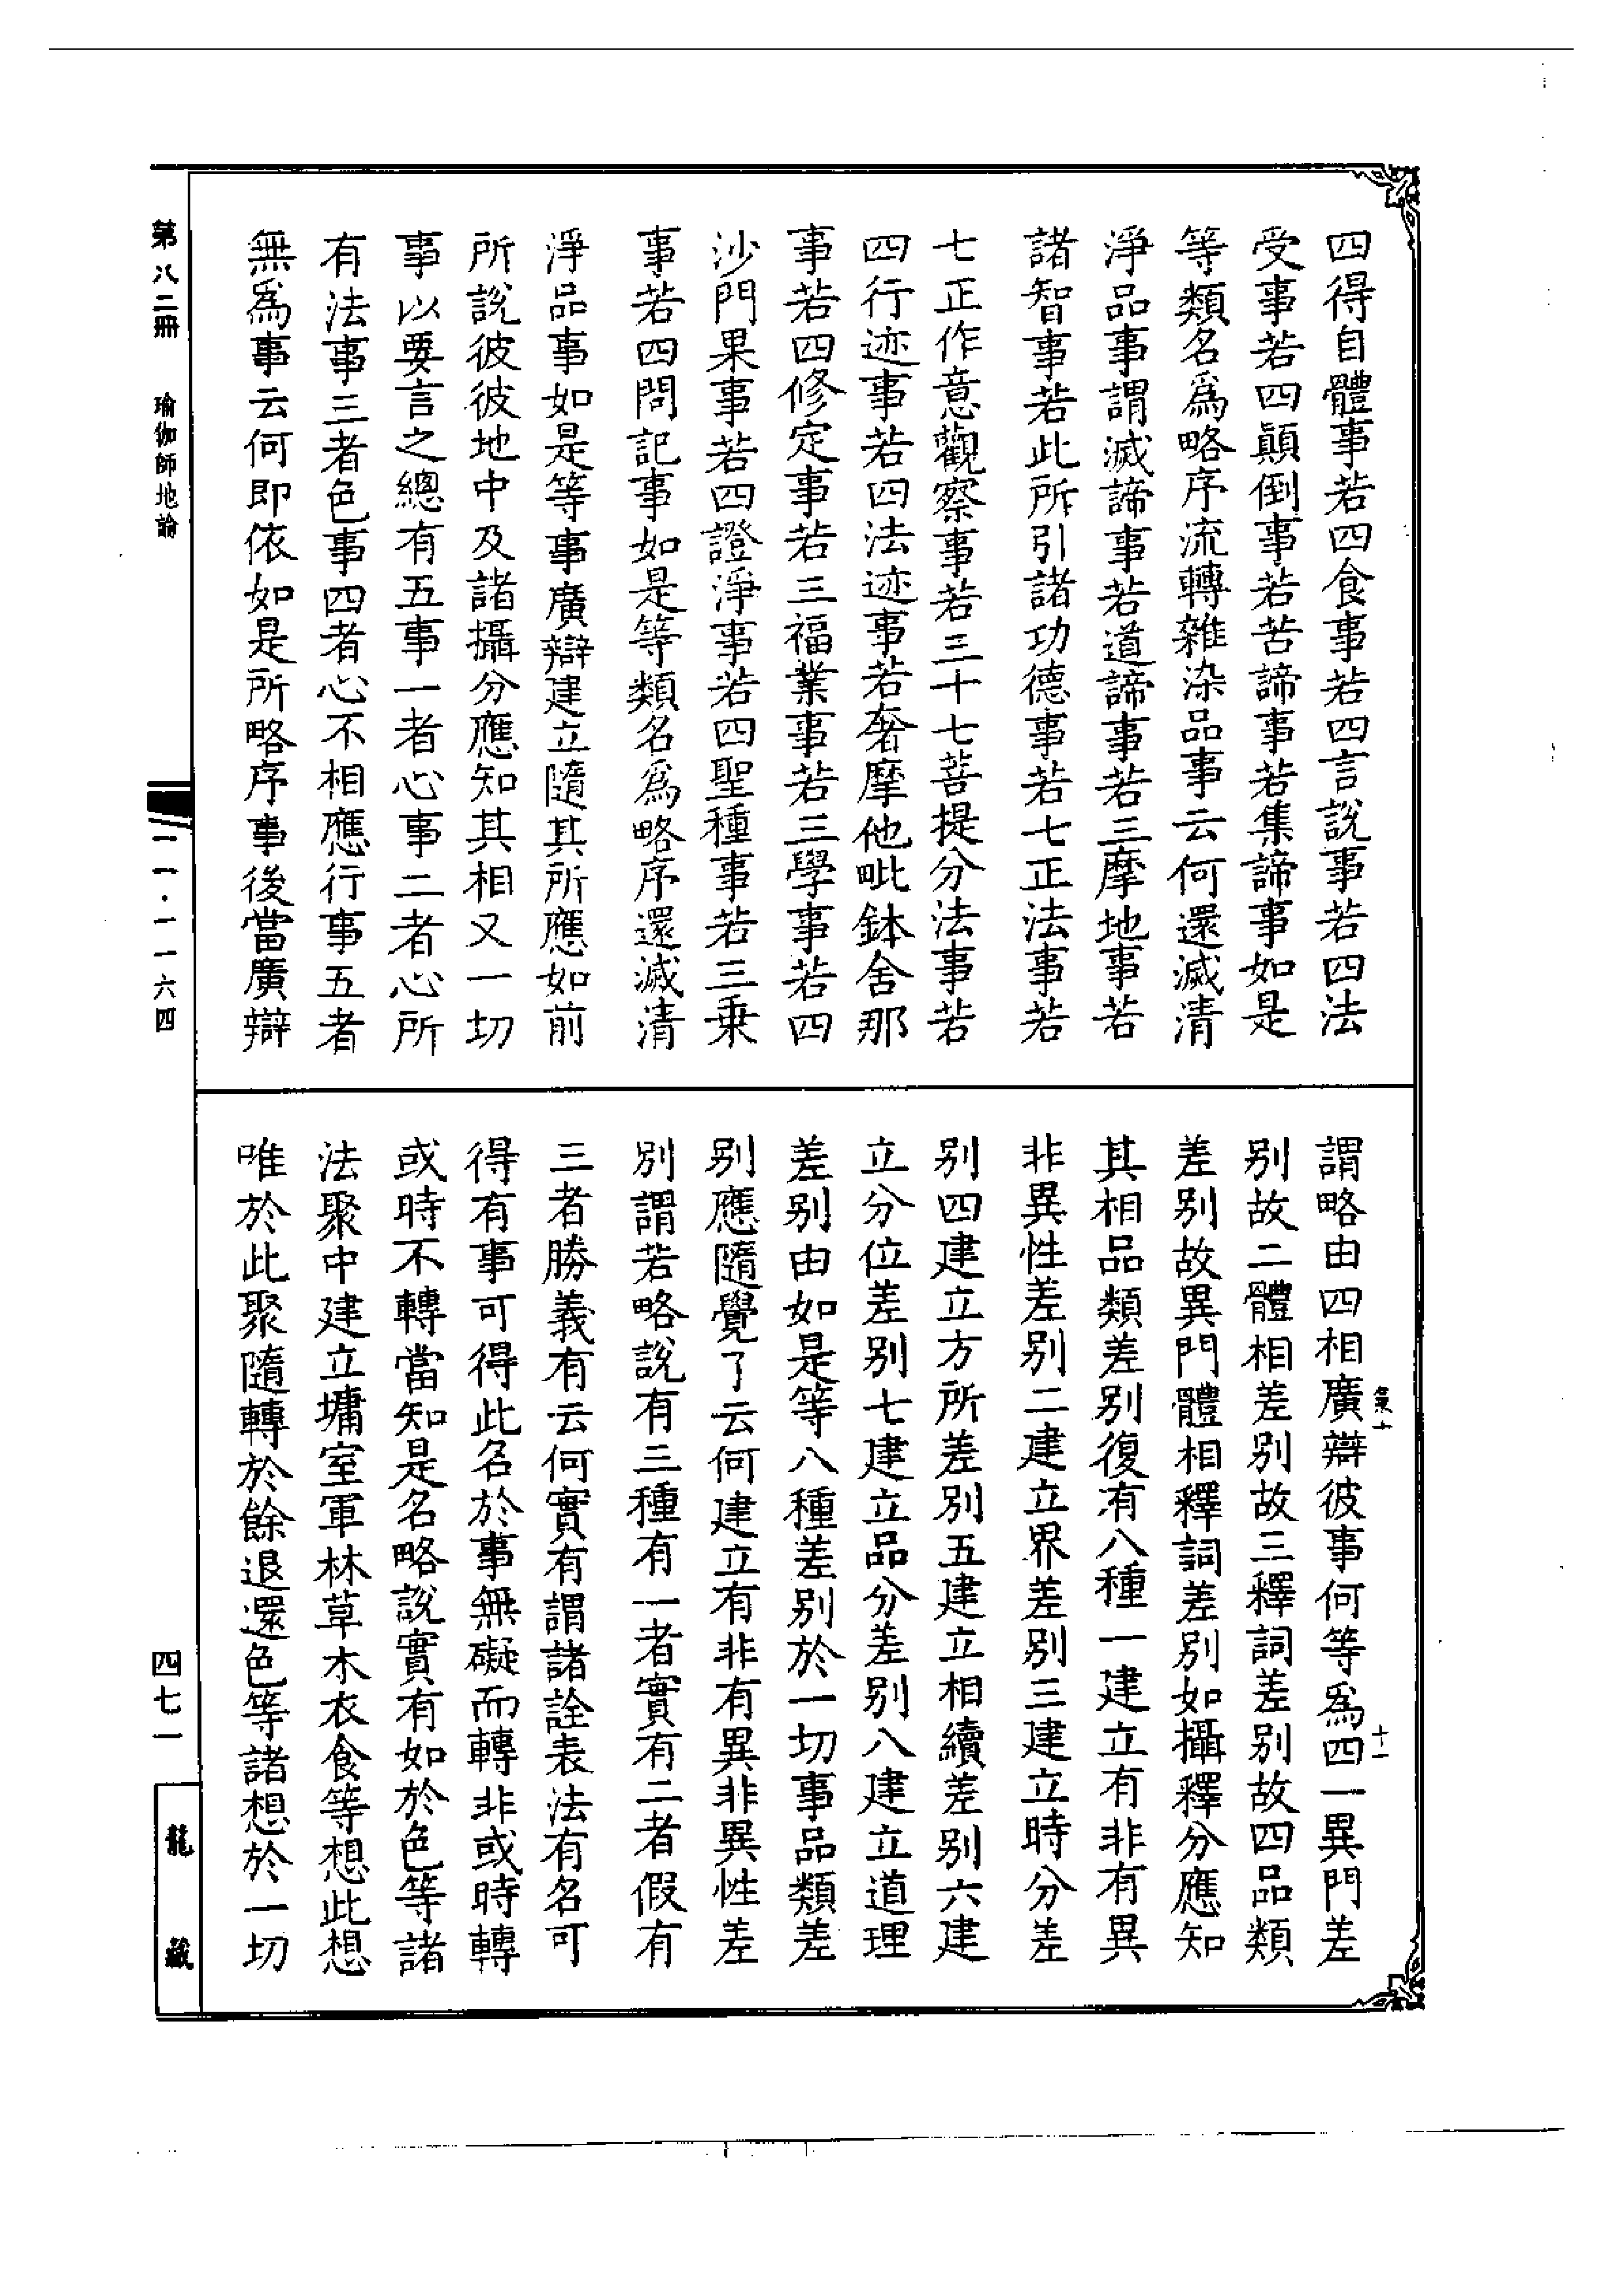 四得自體事若四食事若四言說事若四法
受事若四顛倒事若苦諦事若集諦事如是
等類名爲略序流轉雜染品事云何還滅清
淨品事謂滅諦事若道諦事若三摩地事若
諸智事若此所引諸功德事若七正法事若
七正作意觀察事若三十七菩提分法事若
四行迹事若四法迹事若奢摩他毗鉢舍那
事若四修定事若三福業事若三學事若四
沙門果事若四證淨事若四聖種事若三乘
事若四問記事如是等類名爲略序還滅清
淨品事如是等事廣辯建立隨其所應如前
所說彼彼地中及諸攝分應知其相又一切
事以要言之總有五事一者心事二者心所
有法事三者色事四者心不相應行事五者
無爲事云何即依如是所略序事後當廣辯
謂略由四相廣辯彼事何等爲四一異門差
別故二體相差別故三釋詞差別故四品類
差別故異門體相釋詞差別如攝釋分應知
其相品類差別復有八種一建立有非有異
非異性差別二建立界差別三建立時分差
別四建立方所差別五建立相續差別六建
立分位差別七建立品分差別八建立道理
差別由如是等八種差別於一切事品類差
別應隨覺了云何建立有非有異非異性差
別謂若略說有三種有一者實有二者假有
三者勝義有云何實有謂諸詮表法有名可
得有事可得此名於事無礙而轉非或時轉
或時不轉當知是名略說實有如於色等諸
法聚中建立墉室軍林草木衣食等想此想
唯於此聚隨轉於餘退還色等諸想於一切
十一
第八二冊
瑜伽師地論
一一·一一六四
四七一
龍藏